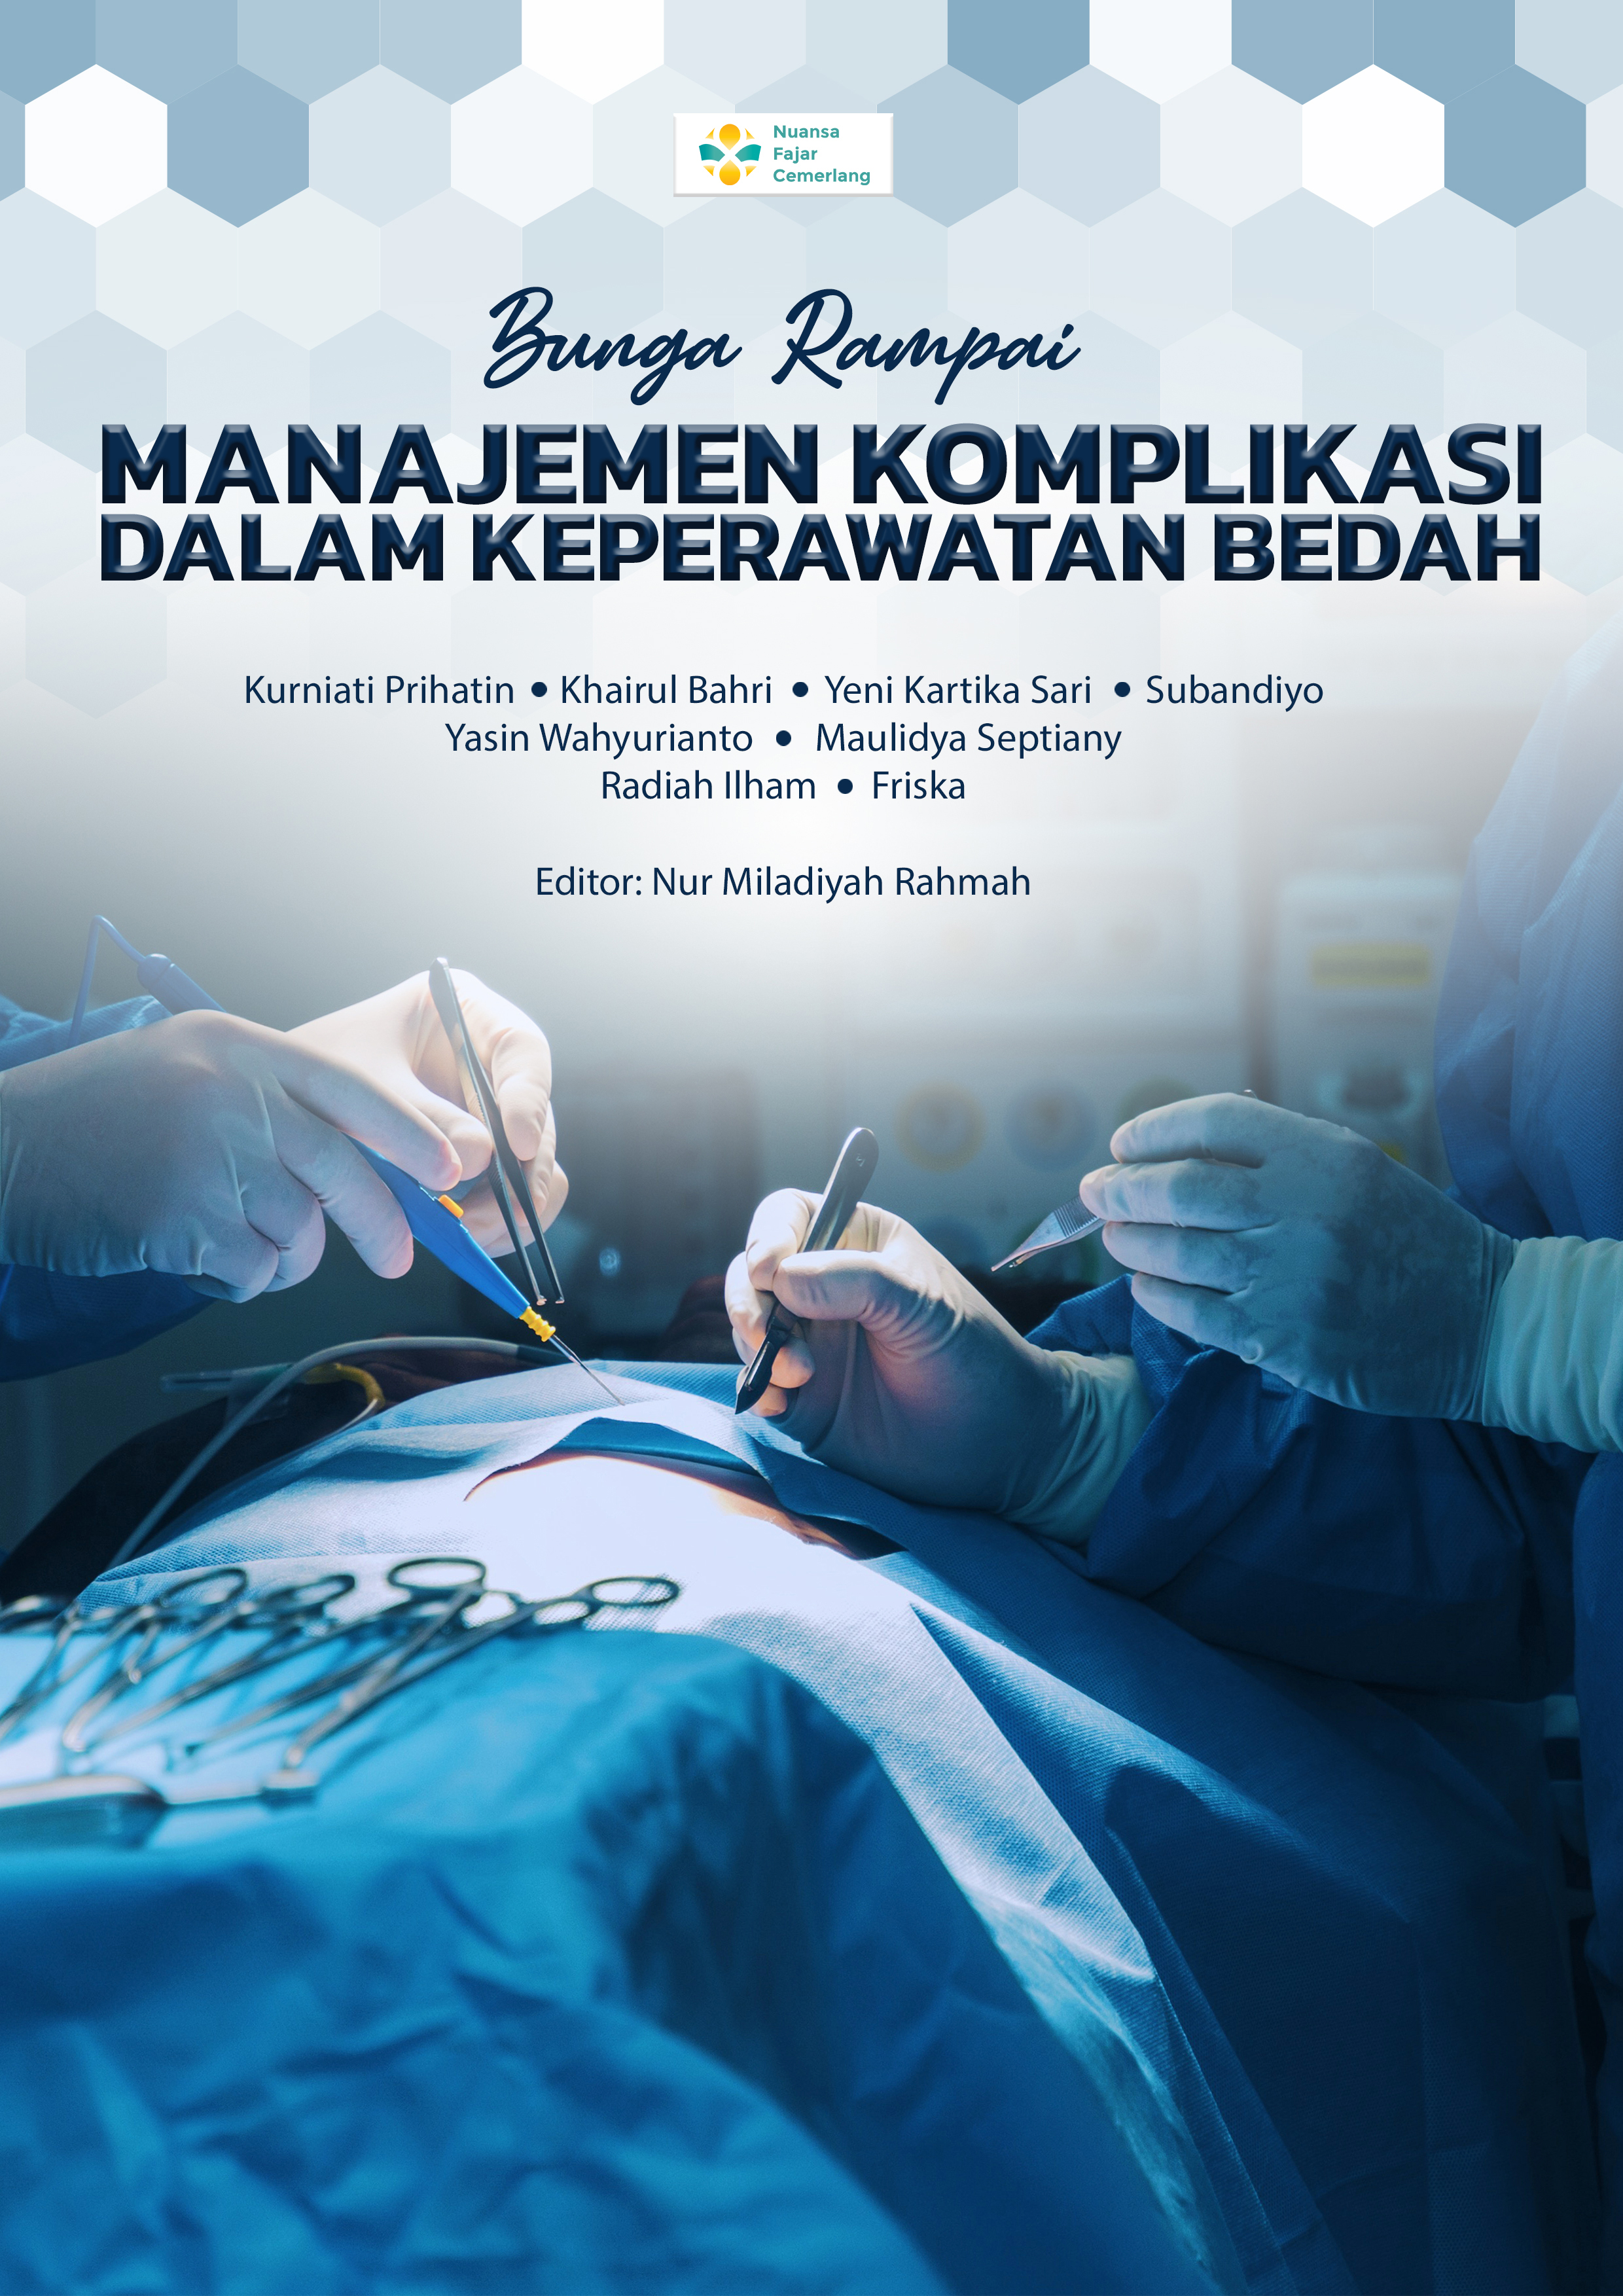 Nuansa
Fajar
Cemerlang
Bunga Rampai
MANAJEMEN KOMPLIKASI
DALAM KEPERAWATAN BEDAH
Kurniati Prihatin • Khairul Bahri • Yeni Kartika Sari • Subandiyo
Yasin Wahyurianto • Maulidya Septiany
Radiah Ilham • Friska
Editor: Nur Miladiyah Rahmah